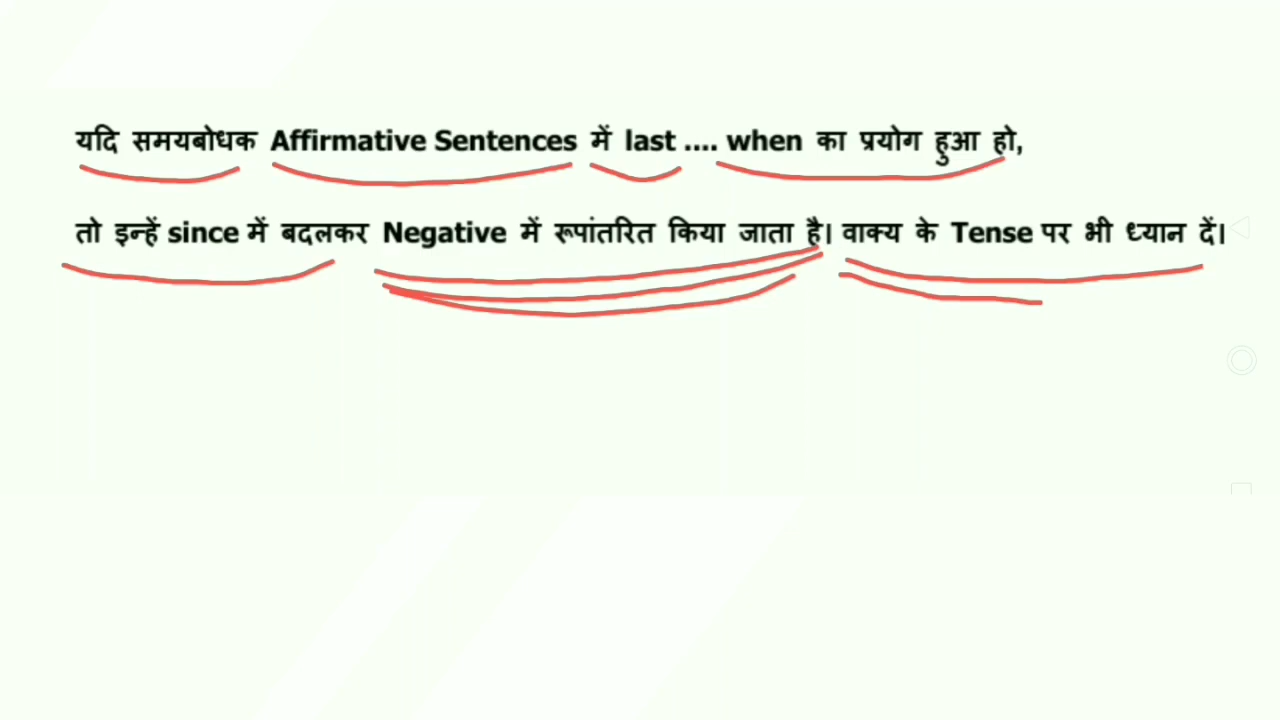 यदि समयबोधक Affirmative Sentences में last .... when का प्रयोग हुआ हो,
तो इन्हें since में बदलकर Negative में रूपांतरित किया जाता है। वाक्य के Tense पर भी ध्यान दें।